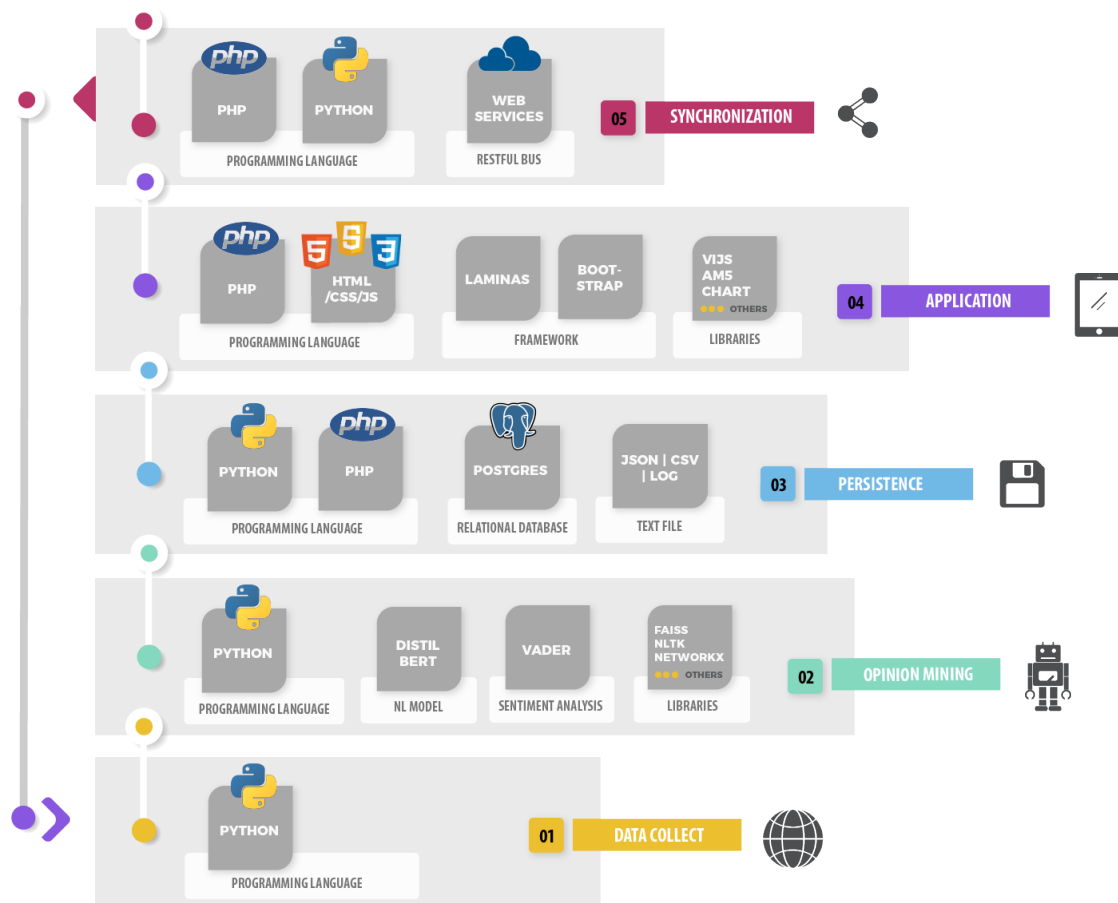 php
PHP
PYTHON
PROGRAMMING LANGUAGE
WEB
SERVICES
RESTFUL BUS
05
SYNCHRONIZATION
php
PHP
5
S
3
HTML
/CSS/JS
PROGRAMMING LANGUAGE
LAMINAS
BOOT-
STRAP
FRAMEWORK
VIJS
AM5
CHART
OTHERS
LIBRARIES
04
APPLICATION
PYTHON
php
PHP
PROGRAMMING LANGUAGE
POSTGRES
RELATIONAL DATABASE
JSON | CSV
| LOG
TEXT FILE
03
PERSISTENCE
PYTHON
PROGRAMMING LANGUAGE
DISTIL
BERT
NL MODEL
VADER
SENTIMENT ANALYSIS
FAISS
NLTK
NETWORKX
OTHERS
LIBRARIES
02
OPINION MINING
PYTHON
PROGRAMMING LANGUAGE
01
DATA COLLECT